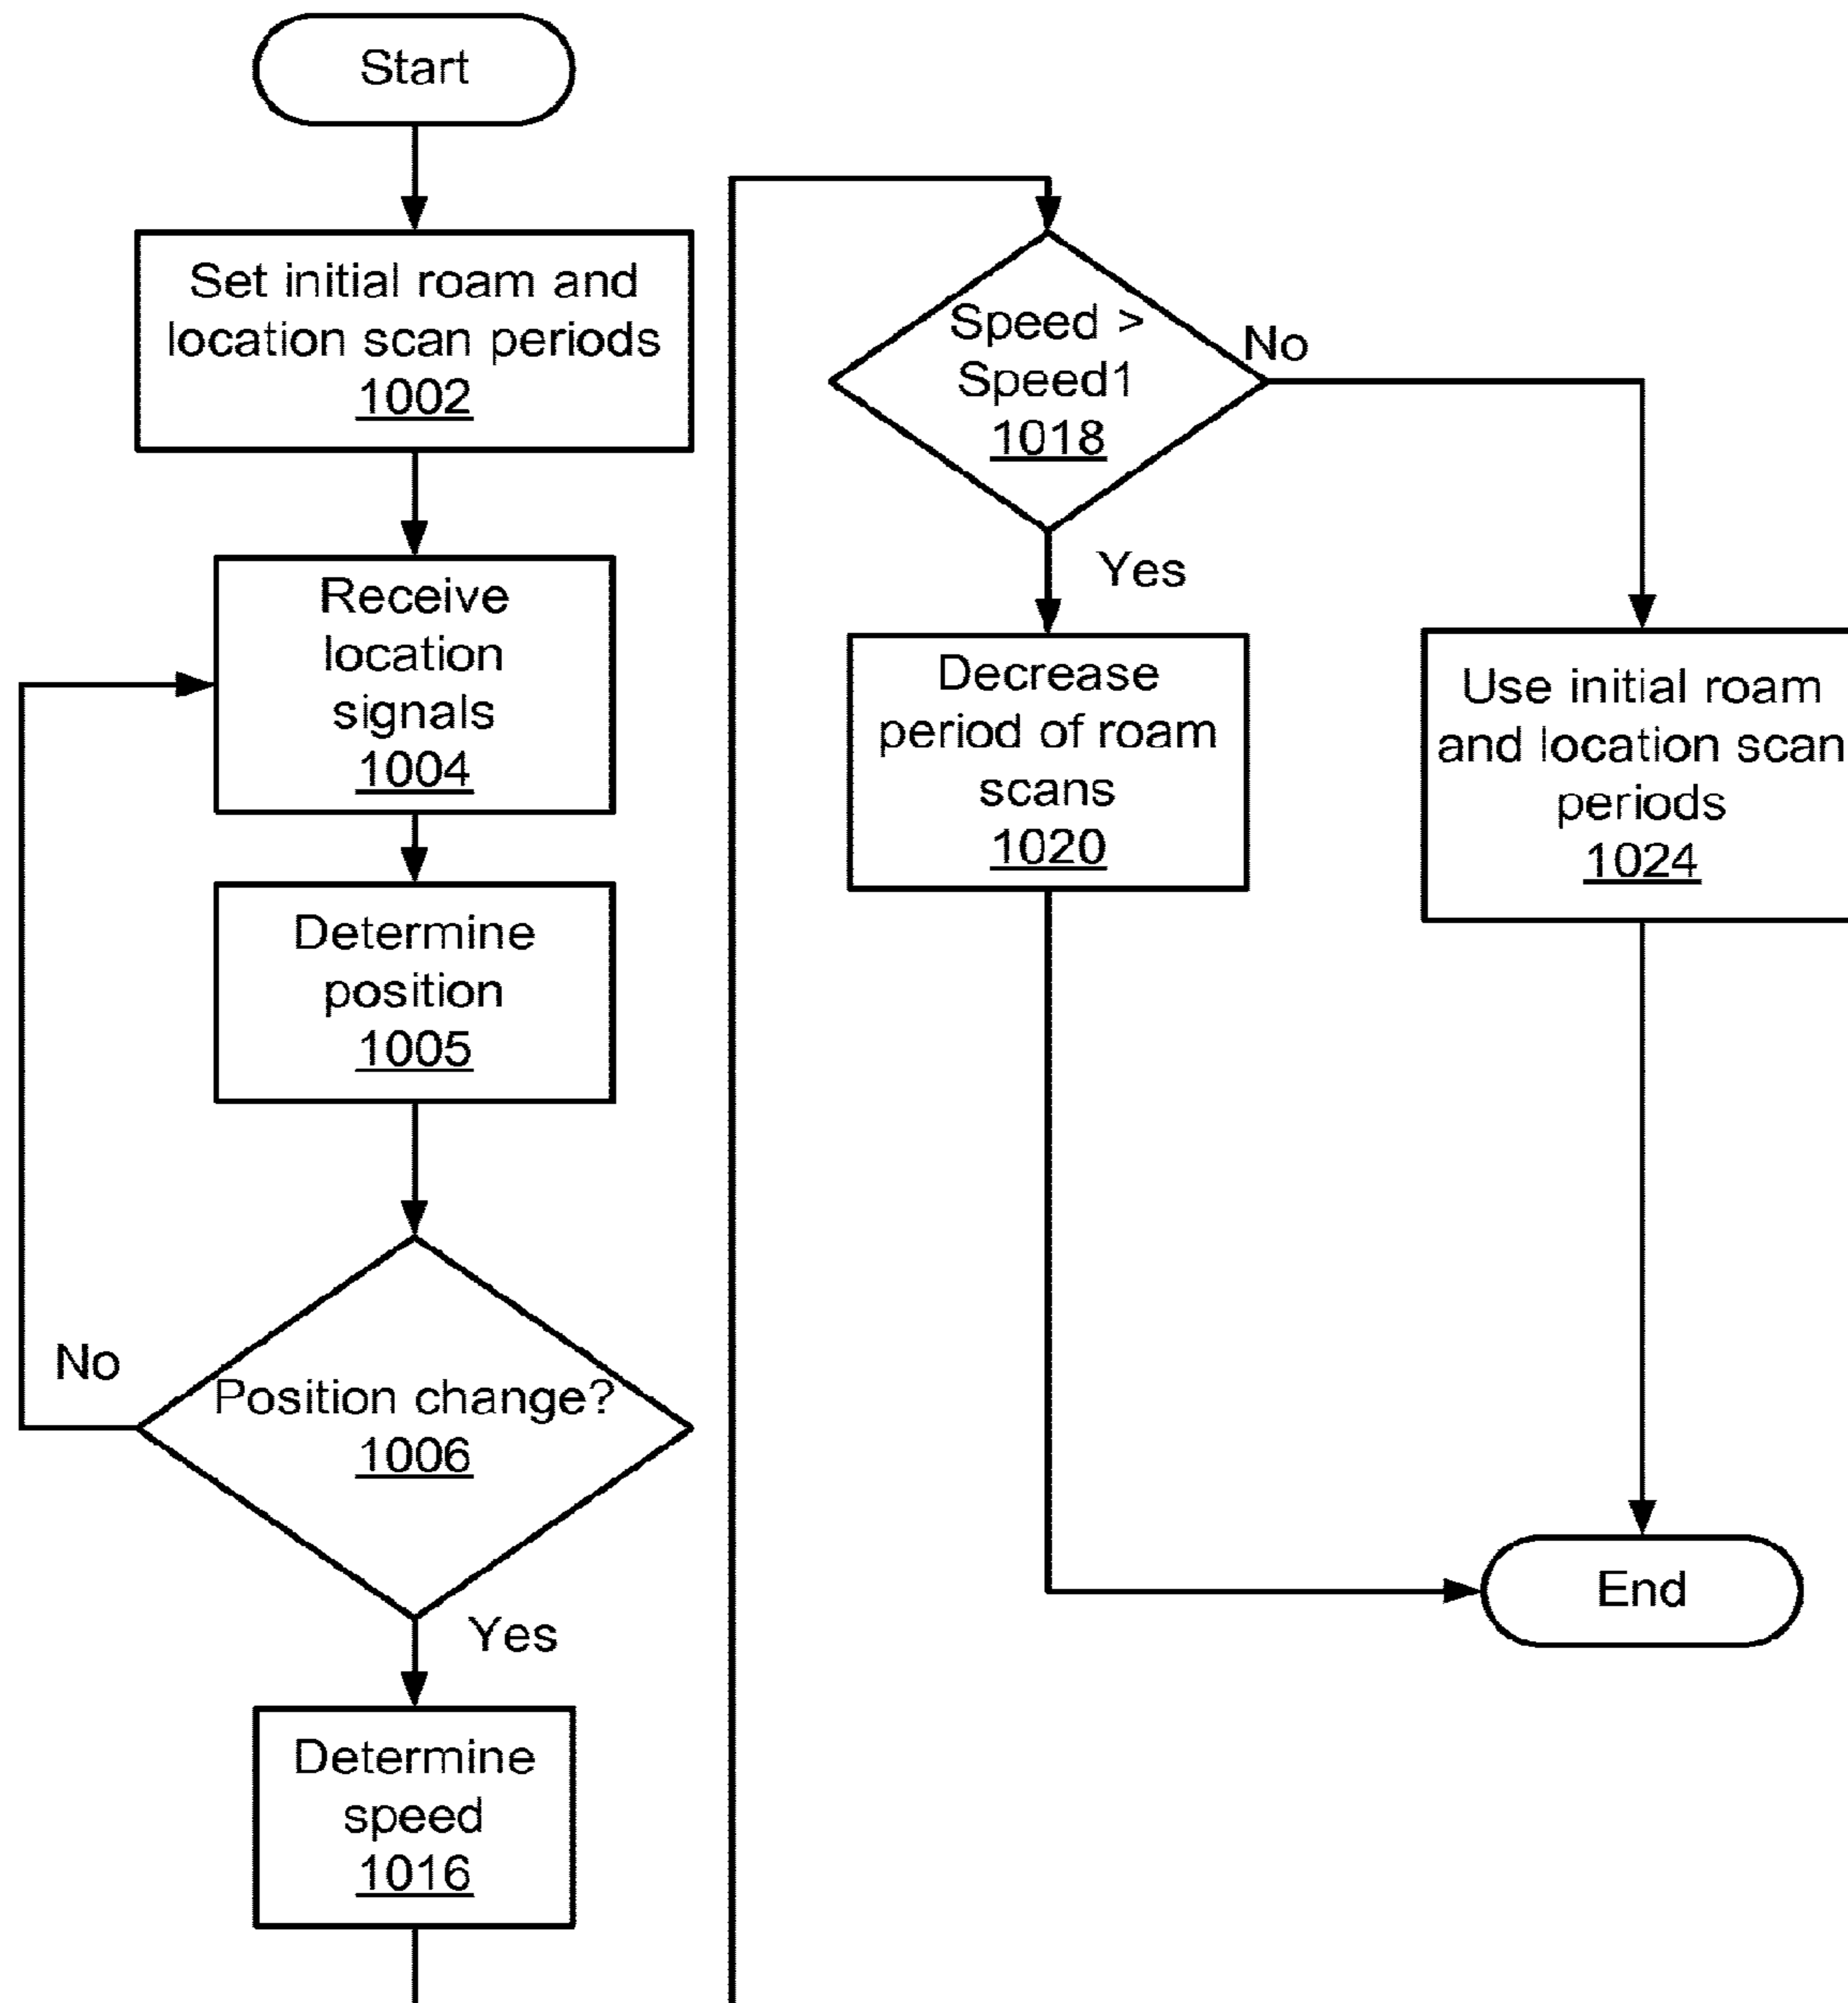 Start
Set initial roam and
location scan periods
1002
Receive
location
signals
1004
Determine
position
1005
No
Position change?
1006
Yes
Determine
speed
1016
Speed >
Speed1
1018
No
Yes
Decrease
period of roam
scans
1020
Use initial roam
and location scan
periods
1024
End